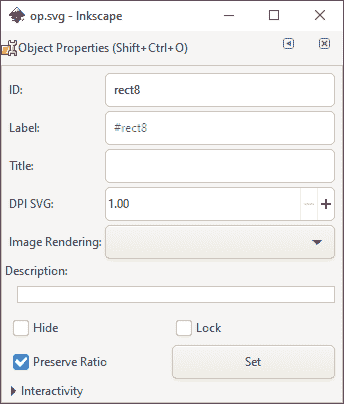 op.svg - Inkscape
Object Properties (Shift+Ctrl+O)
ID: rect8
Label: #rect8
Title:
DPI SVG: 1.00
Image Rendering:
Description:
Hide Lock
Preserve Ratio Set
Interactivity